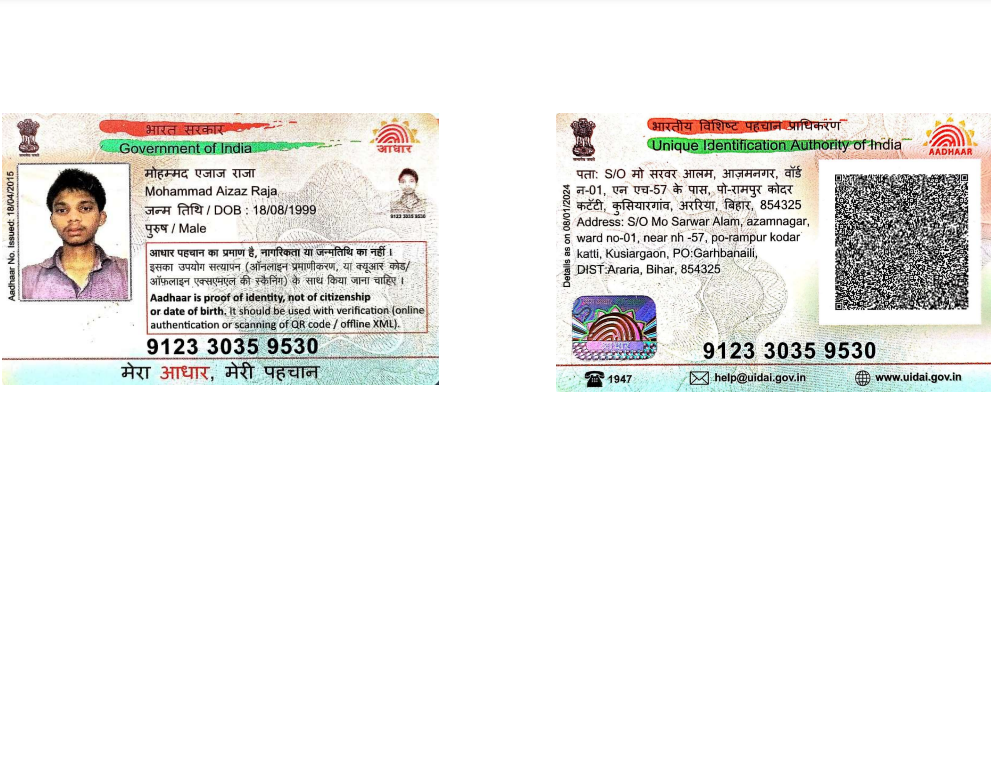 भारत सरकार
Government of India
आधार
Aadhaar No. Issued: 18/04/2015
मोहम्मद एजाज राजा
Mohammad Aizaz Raja
जन्म तिथि / DOB : 18/08/1999
पुरुष / Male
9123 3035 9530
आधार पहचान का प्रमाण है, नागरिकता या जन्मतिथि का नहीं ।
इसका उपयोग सत्यापन (ऑनलाइन प्रमाणीकरण, या क्यूआर कोड/
ऑफ़लाइन एक्सएमएल की स्कैनिंग) के साथ किया जाना चाहिए ।
Aadhaar is proof of identity, not of citizenship
or date of birth. It should be used with verification (online
authentication or scanning of QR code / offline XML).
9123 3035 9530
मेरा आधार, मेरी पहचान
भारतीय विशिष्ट पहचान प्राधिकरण
Unique Identification Authority of India
AADHAAR
Details as on 08/01/2024
पता: S/O मो सरवर आलम, आज़मनगर, वॉर्ड
न-01, एन एच-57 के पास, पो-रामपुर कोदर
कटॅटी, कुसियारगांव, अररिया, बिहार, 854325
Address: S/O Mo Sarwar Alam, azamnagar,
ward no-01, near nh -57, po-rampur kodar
katti, Kusiargaon, PO:Garhbanaili,
DIST:Araria, Bihar, 854325
9123 3035 9530
1947
help@uidai.gov.in
www.uidai.gov.in